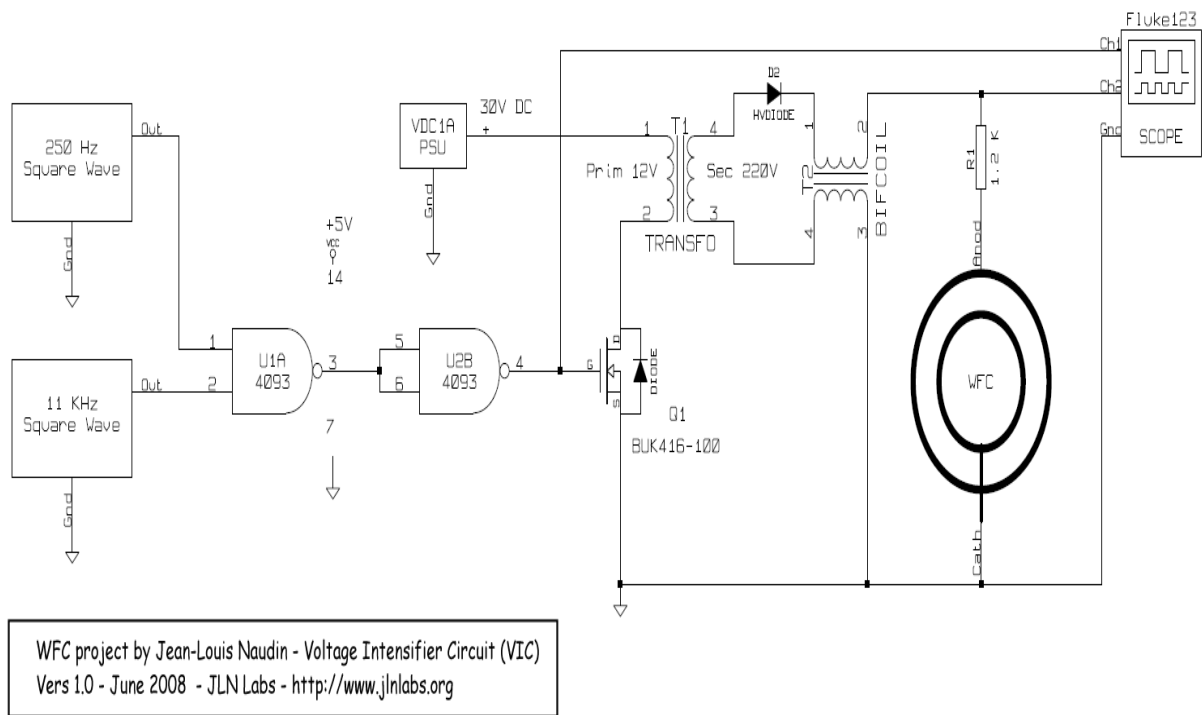 Fluke123
Ch1
Ch2
Gnd
SCOPE
250 Hz
Square Wave
Out
Gnd
VDC1A
PSU
30V DC
+
Gnd
1
T1
4
Prim 12V
Sec 220V
2
3
TRANSFO
D2
HVDIODE
1
2
T2
4
3
BIFCOIL
R1
1.2 K
Anod
WFC
Cath
+5V
VCC
14
11 KHz
Square Wave
Out
Gnd
1
2
U1A
4093
3
7
5
6
U2B
4093
4
G
S
DIODE
Q1
BUK416-100
WFC project by Jean-Louis Naudin - Voltage Intensifier Circuit (VIC)
Vers 1.0 - June 2008 - JLN Labs - http://www.jlnlabs.org